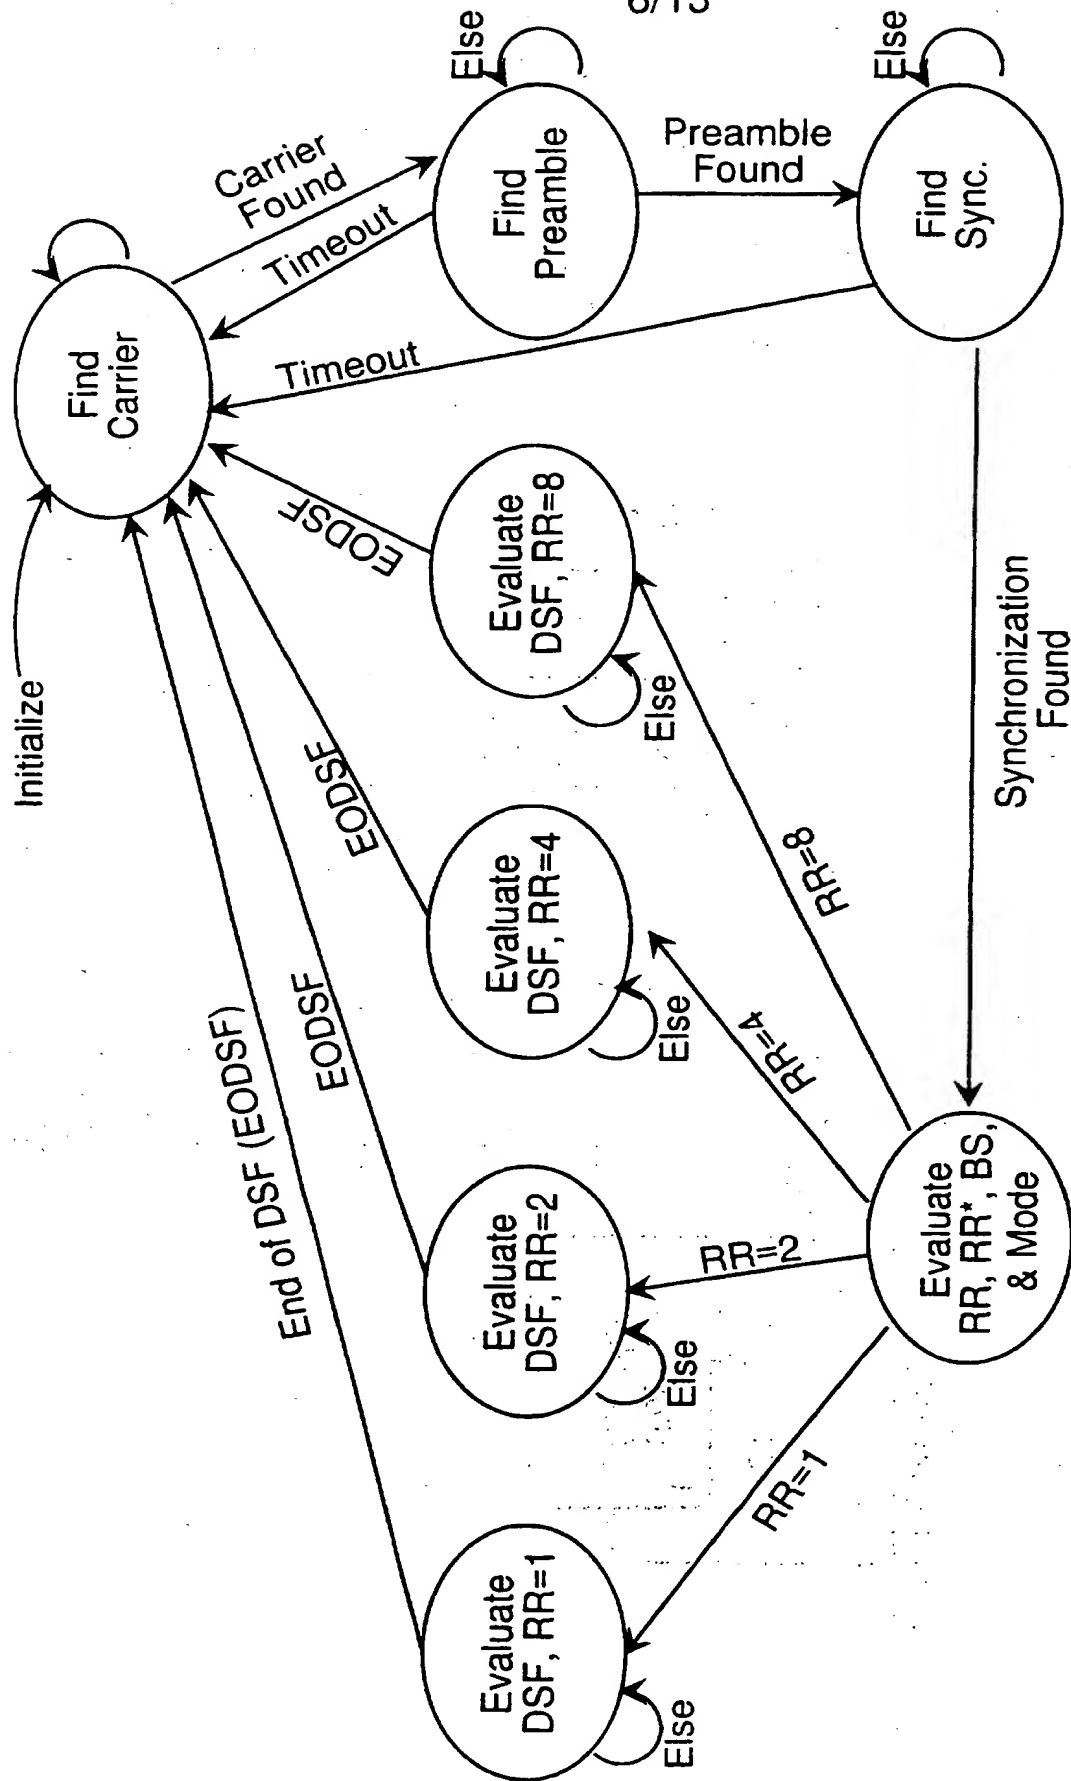 6/13
Initialize
Find
Carrier
Carrier
Found
Timeout
Else
Find
Preamble
Preamble
Found
Else
Find
Sync.
Timeout
Synchronization
Found
Evaluate
RR, RR*, BS,
& Mode
RR=1
RR=2
RR=4
RR=8
Evaluate
DSF, RR=1
Else
Evaluate
DSF, RR=2
Else
Evaluate
DSF, RR=4
Else
Evaluate
DSF, RR=8
Else
End of DSF (EODSF)
EODSF
EODSF
EODSF